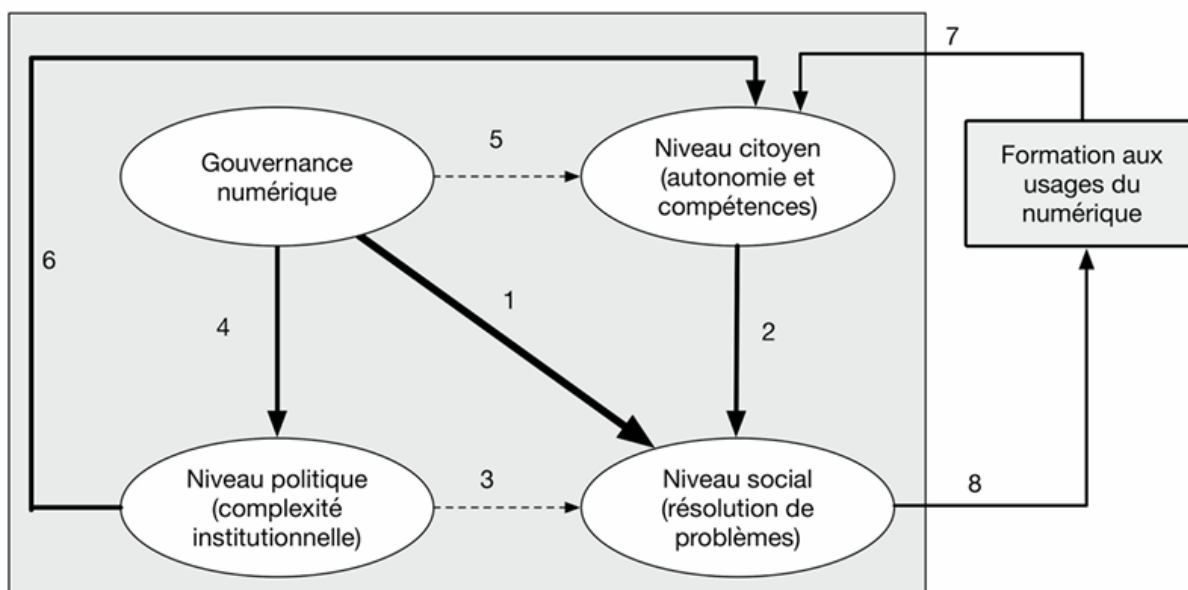 7
5
Gouvernance
numérique
Niveau citoyen
(autonomie et
compétences)
Formation aux
usages du
numérique
6
4
1
2
Niveau politique
(complexité
institutionnelle)
3
Niveau social
(résolution de
problèmes)
8